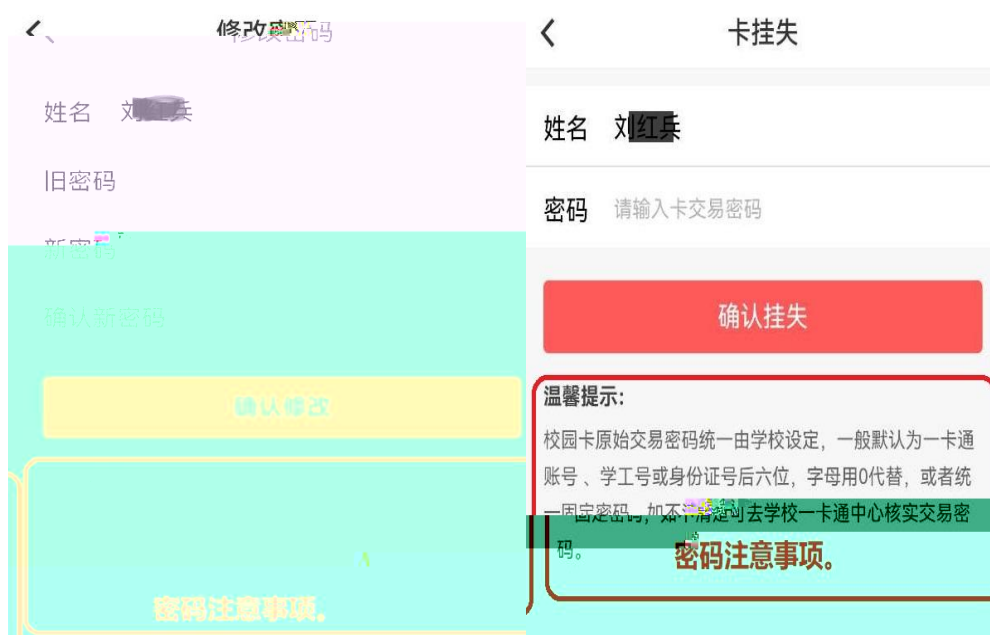 修改密码
姓名 刘红兵
旧密码
新密码
确认新密码
确认修改
密码注意事项。
卡挂失
姓名 刘红兵
密码 请输入卡交易密码
确认挂失
温馨提示:
校园卡原始交易密码统一由学校设定，一般默认为一卡通
账号、学工号或身份证号后六位，字母用0代替，或者统
一固定密码，如不清楚可去学校一卡通中心核实交易密
码。
密码注意事项。